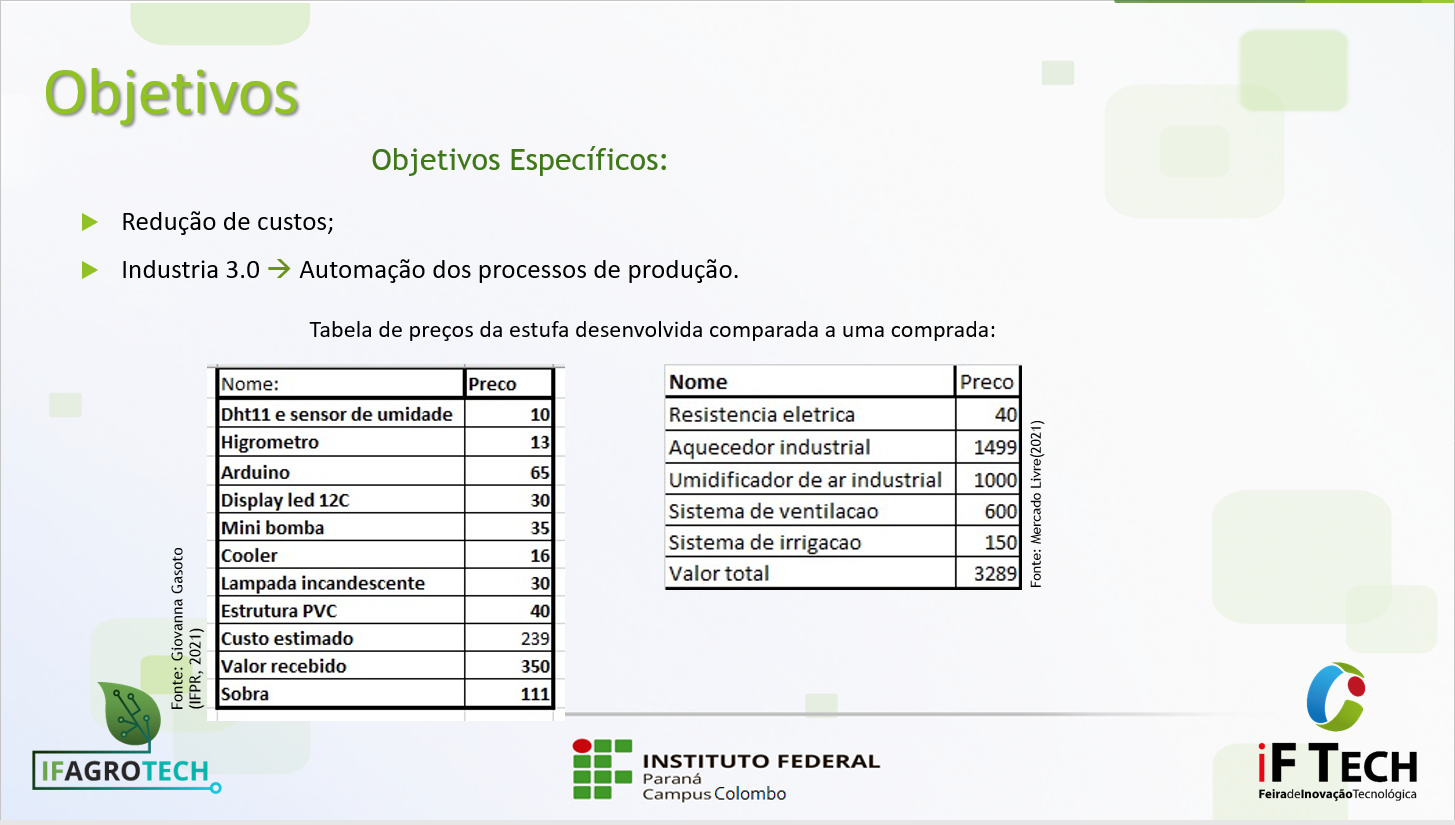 Objetivos
Objetivos Específicos:
Redução de custos;
Industria 3.0 → Automação dos processos de produção.
Tabela de preços da estufa desenvolvida comparada a uma comprada:
Nome: Preco
Dht11 e sensor de umidade 10
Higrometro 13
Arduino 65
Display led 12C 30
Mini bomba 35
Cooler 16
Lampada incandescente 30
Estrutura PVC 40
Custo estimado 239
Valor recebido 350
Sobra 111
Fonte: Giovanna Gasoto
(IFPR, 2021)
Nome Preco
Resistencia eletrica 40
Aquecedor industrial 1499
Umidificador de ar industrial 1000
Sistema de ventilacao 600
Sistema de irrigacao 150
Valor total 3289
Fonte: Mercado Livre(2021)
IFAGROTECH
INSTITUTO FEDERAL
Paraná
Campus Colombo
iF TECH
FeiradeInovaçãoTecnológica